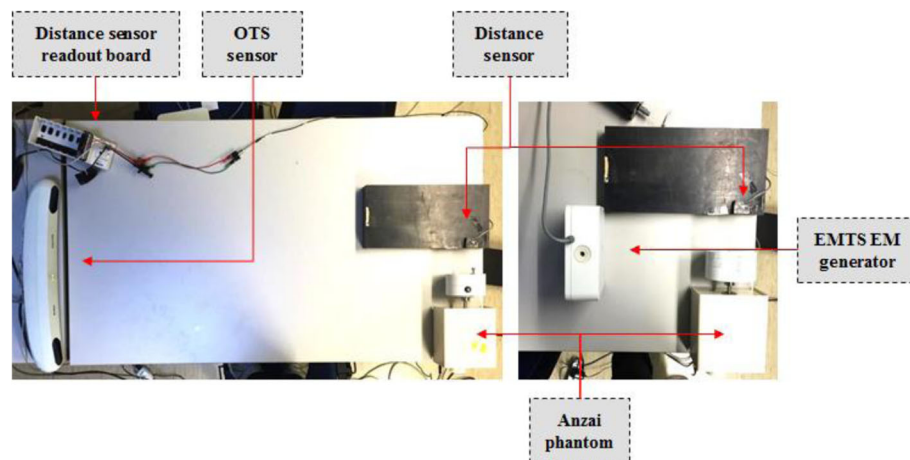 Distance sensor
readout board
OTS
sensor
Distance
sensor
EMTS EM
generator
Anzai
phantom